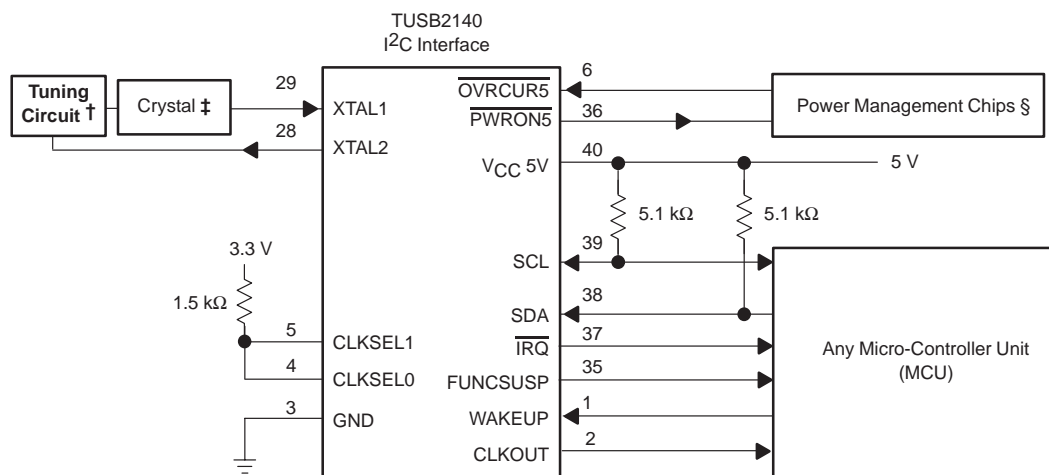 TUSB2140
I2C Interface
Tuning
Circuit †
Crystal ‡
29
XTAL1
28
XTAL2
3.3 V
1.5 kΩ
5
CLKSEL1
4
CLKSEL0
3
GND
OVRCUR5
6
PWRON5
36
VCC 5V
40
5 V
5.1 kΩ
5.1 kΩ
SCL
39
SDA
38
IRQ
37
FUNCSUSP
35
WAKEUP
1
CLKOUT
2
Power Management Chips §
Any Micro-Controller Unit
(MCU)